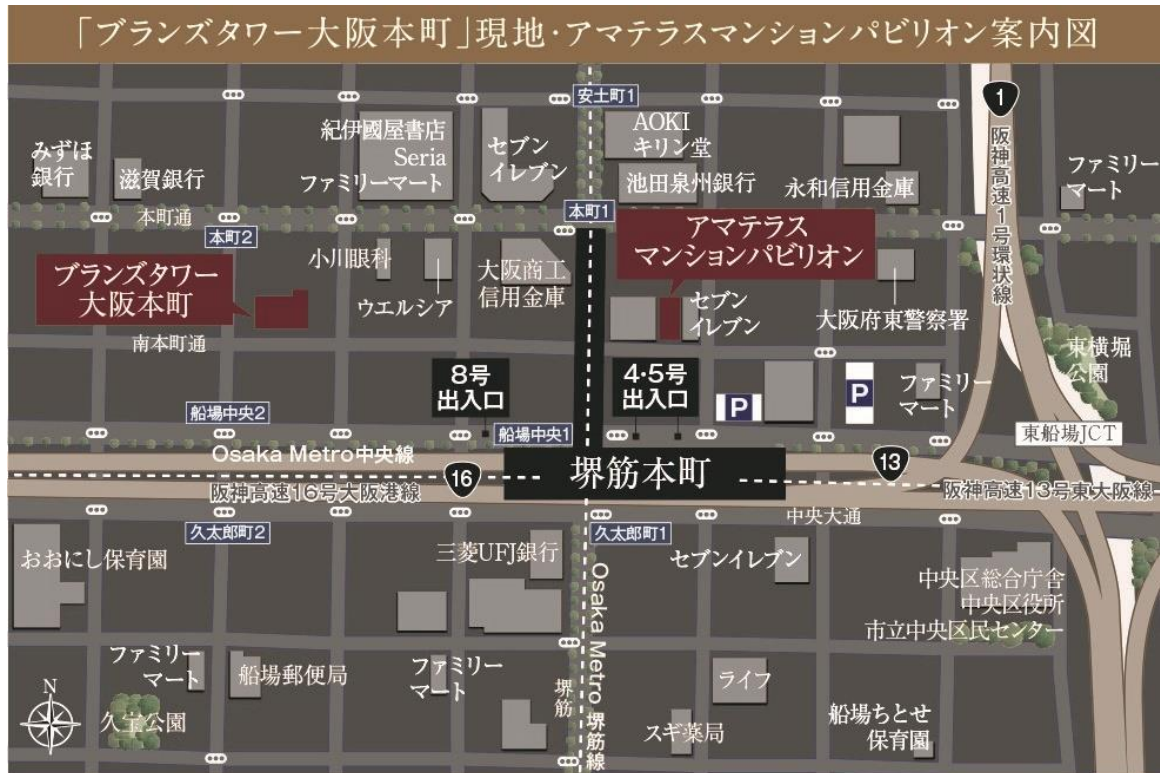 「ブランズタワー大阪本町」現地・アマテラスマンションパビリオン案内図
安土町1
1
阪神高速1号環状線
みずほ
銀行
滋賀銀行
紀伊國屋書店
Seria
ファミリーマート
セブン
イレブン
AOKI
キリン堂
池田泉州銀行
永和信用金庫
ファミリー
マート
本町通
本町2
本町1
ブランズタワー
大阪本町
小川眼科
ウエルシア
大阪商工
信用金庫
アマテラス
マンションパビリオン
セブン
イレブン
大阪府東警察署
南本町通
8号
出入口
4・5号
出入口
P
P
ファミリー
マート
東横堀
公園
船場中央2
船場中央1
東船場JCT
Osaka Metro中央線
阪神高速16号大阪港線
16
堺筋本町
13
阪神高速13号東大阪線
中央大通
久太郎町2
久太郎町1
おおにし保育園
三菱UFJ銀行
セブンイレブン
中央区総合庁舎
中央区役所
市立中央区民センター
Osaka Metro 堺筋線
堺筋
ファミリー
マート
船場郵便局
ファミリー
マート
ライフ
スギ薬局
船場ちとせ
保育園
久宝公園
N